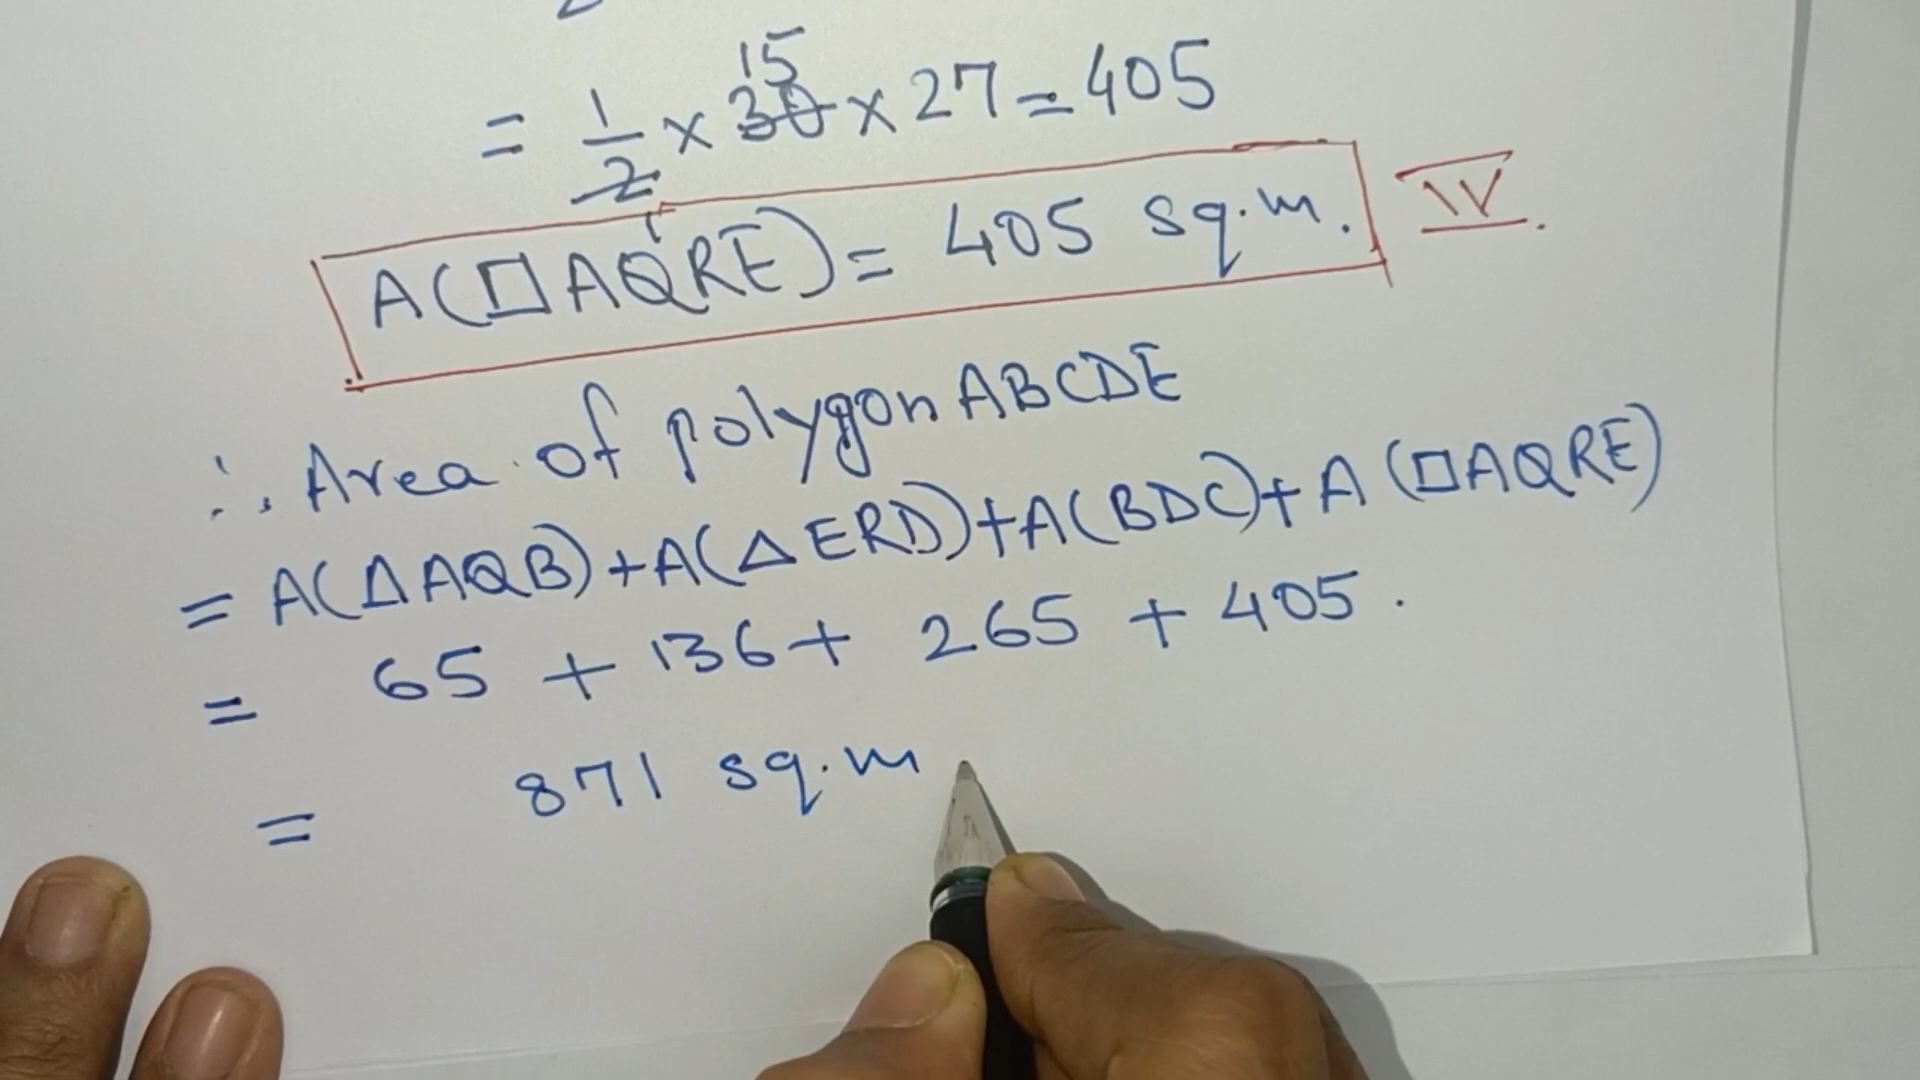 15
= 1/2 × 30 × 27 = 405
1
A(□AQRE) = 405 sq.m. IV.
∴ Area of polygon ABCDE
= A(△AQB)+A(△ERD)+A(BDC)+A(□AQRE)
= 65 + 136 + 265 + 405.
= 871 sq.m